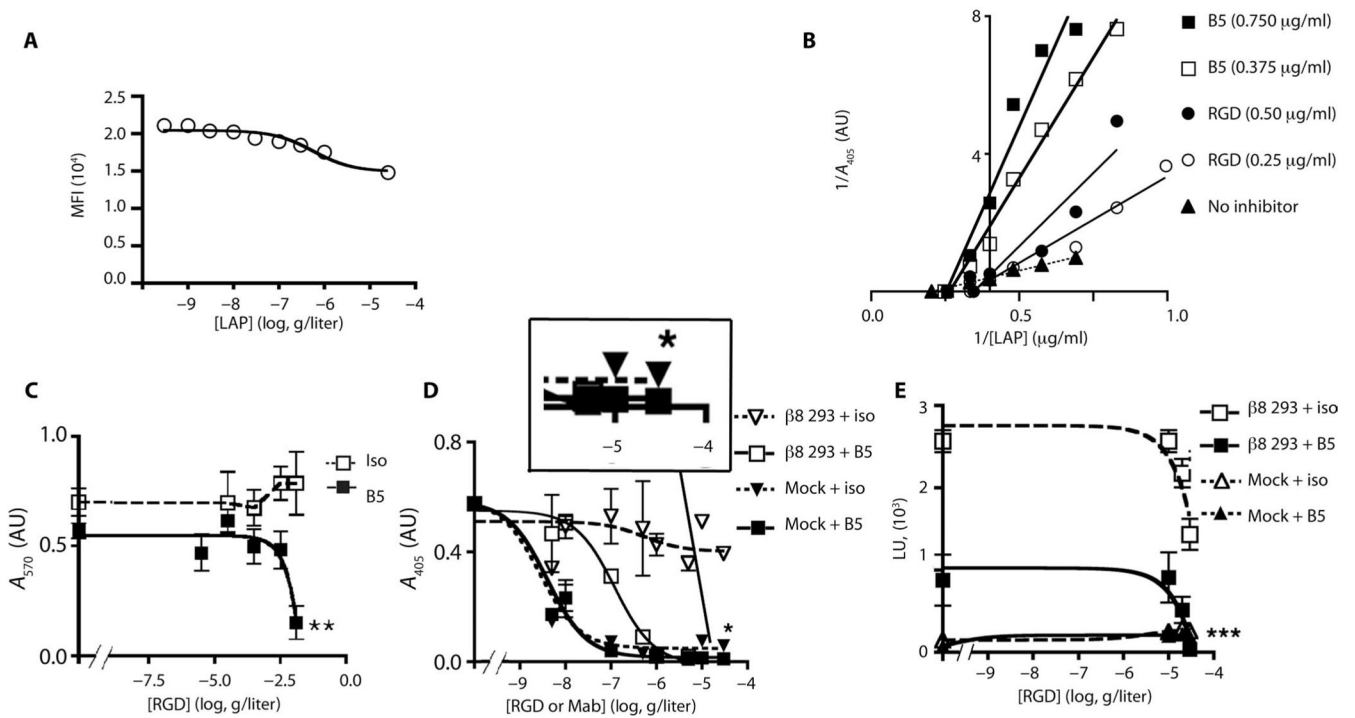 A
2.5
2.0
1.5
1.0
0.5
0.0
MFI (10⁴)
−9 −8 −7 −6 −5 −4
[LAP] (log, g/liter)
B
8
4
1/A₄₀₅ (AU)
0.0 0.5 1.0
1/[LAP] (μg/ml)
B5 (0.750 μg/ml)
B5 (0.375 μg/ml)
RGD (0.50 μg/ml)
RGD (0.25 μg/ml)
No inhibitor
C
1.0
0.5
0.0
A₅₇₀ (AU)
−7.5 −5.0 −2.5 0.0
[RGD] (log, g/liter)
Iso
B5
**
D
0.8
0.4
0.0
A₄₀₅ (AU)
−9 −8 −7 −6 −5 −4
[RGD or Mab] (log, g/liter)
*
−5 −4
*
β8 293 + iso
β8 293 + B5
Mock + iso
Mock + B5
E
3
2
1
0
LU, (10³)
−9 −8 −7 −6 −5 −4
[RGD] (log, g/liter)
β8 293 + iso
β8 293 + B5
Mock + iso
Mock + B5
***